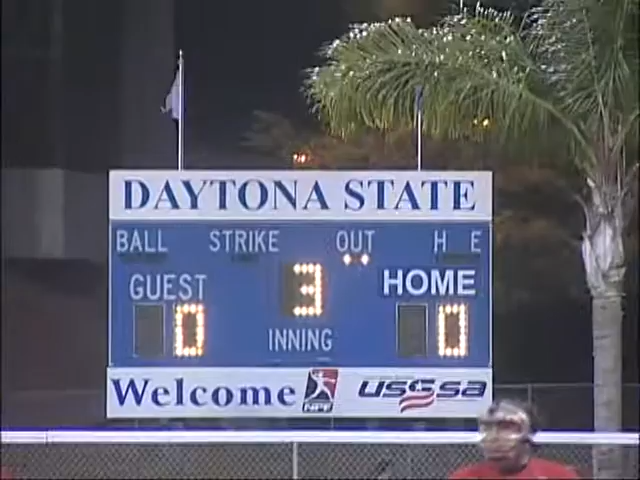 DAYTONA STATE
BALL STRIKE OUT H E
GUEST 3 HOME
0 INNING 0
Welcome NPF USSSA